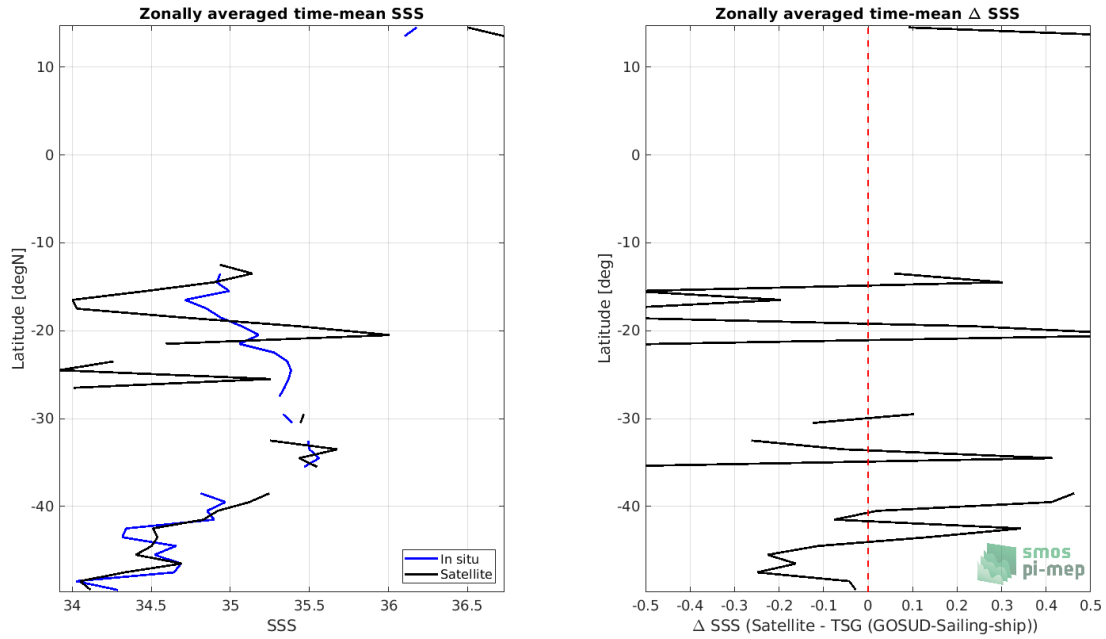 Zonally averaged time-mean SSS
10
0
-10
-20
-30
-40
Latitude [degN]
34
34.5
35
35.5
36
36.5
SSS
In situ
Satellite
Zonally averaged time-mean Δ SSS
10
0
-10
-20
-30
-40
Latitude [deg]
-0.5
-0.4
-0.3
-0.2
-0.1
0
0.1
0.2
0.3
0.4
0.5
Δ SSS (Satellite - TSG (GOSUD-Sailing-ship))
smos
pi-mep